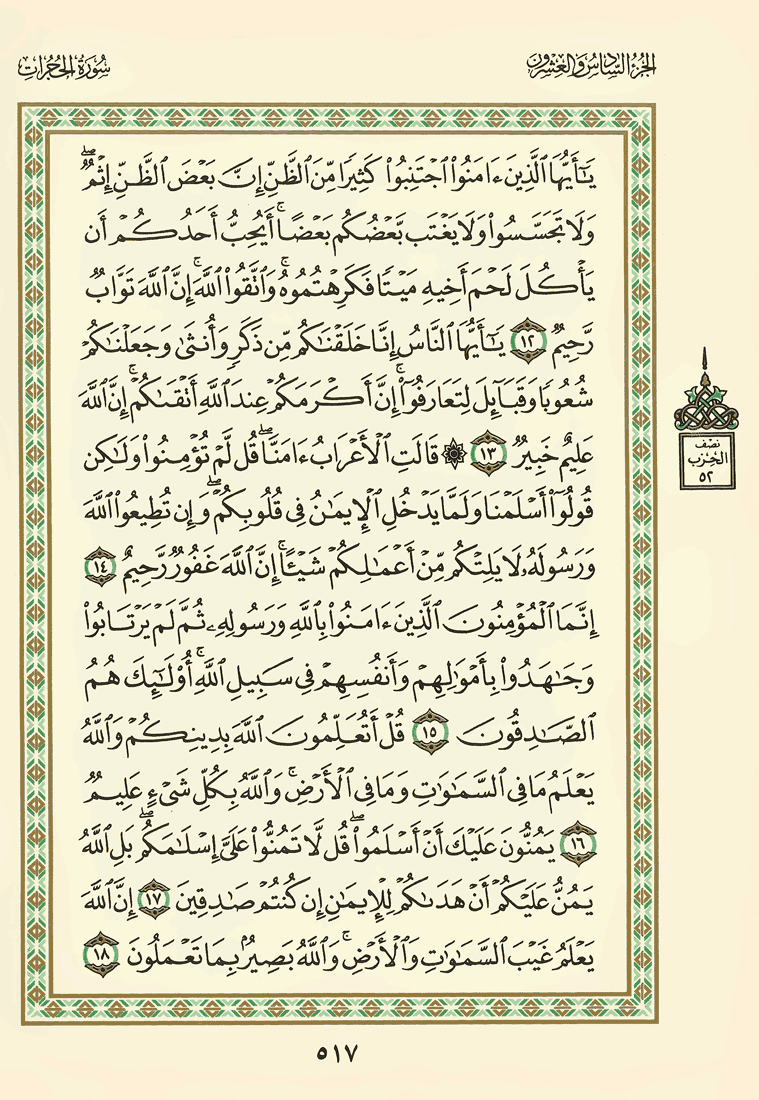 الجزء السادس والعشرون
سورة الحجرات
يَٰٓأَيُّهَا ٱلَّذِينَ ءَامَنُوا۟ ٱجْتَنِبُوا۟ كَثِيرًا مِّنَ ٱلظَّنِّ إِنَّ بَعْضَ ٱلظَّنِّ إِثْمٌ ۖ
وَلَا تَجَسَّسُوا۟ وَلَا يَغْتَب بَّعْضُكُم بَعْضًا ۚ أَيُحِبُّ أَحَدُكُمْ أَن
يَأْكُلَ لَحْمَ أَخِيهِ مَيْتًا فَكَرِهْتُمُوهُ ۚ وَٱتَّقُوا۟ ٱللَّهَ ۚ إِنَّ ٱللَّهَ تَوَّابٌ
رَّحِيمٌ ١٢ يَٰٓأَيُّهَا ٱلنَّاسُ إِنَّا خَلَقْنَٰكُم مِّن ذَكَرٍ وَأُنثَىٰ وَجَعَلْنَٰكُمْ
شُعُوبًا وَقَبَآئِلَ لِتَعَارَفُوٓا۟ ۚ إِنَّ أَكْرَمَكُمْ عِندَ ٱللَّهِ أَتْقَىٰكُمْ ۚ إِنَّ ٱللَّهَ
عَلِيمٌ خَبِيرٌ ١٣ ۞ قَالَتِ ٱلْأَعْرَابُ ءَامَنَّا ۖ قُل لَّمْ تُؤْمِنُوا۟ وَلَٰكِن
قُولُوٓا۟ أَسْلَمْنَا وَلَمَّا يَدْخُلِ ٱلْإِيمَٰنُ فِى قُلُوبِكُمْ ۖ وَإِن تُطِيعُوا۟ ٱللَّهَ
وَرَسُولَهُۥ لَا يَلِتْكُم مِّنْ أَعْمَٰلِكُمْ شَيْـًٔا ۚ إِنَّ ٱللَّهَ غَفُورٌ رَّحِيمٌ ١٤
إِنَّمَا ٱلْمُؤْمِنُونَ ٱلَّذِينَ ءَامَنُوا۟ بِٱللَّهِ وَرَسُولِهِۦ ثُمَّ لَمْ يَرْتَابُوا۟
وَجَٰهَدُوا۟ بِأَمْوَٰلِهِمْ وَأَنفُسِهِمْ فِى سَبِيلِ ٱللَّهِ ۚ أُو۟لَٰٓئِكَ هُمُ
ٱلصَّٰدِقُونَ ١٥ قُلْ أَتُعَلِّمُونَ ٱللَّهَ بِدِينِكُمْ وَٱللَّهُ
يَعْلَمُ مَا فِى ٱلسَّمَٰوَٰتِ وَمَا فِى ٱلْأَرْضِ ۚ وَٱللَّهُ بِكُلِّ شَىْءٍ عَلِيمٌ
١٦ يَمُنُّونَ عَلَيْكَ أَنْ أَسْلَمُوا۟ ۖ قُل لَّا تَمُنُّوا۟ عَلَىَّ إِسْلَٰمَكُم ۖ بَلِ ٱللَّهُ
يَمُنُّ عَلَيْكُمْ أَنْ هَدَىٰكُمْ لِلْإِيمَٰنِ إِن كُنتُمْ صَٰدِقِينَ ١٧ إِنَّ ٱللَّهَ
يَعْلَمُ غَيْبَ ٱلسَّمَٰوَٰتِ وَٱلْأَرْضِ ۚ وَٱللَّهُ بَصِيرٌۢ بِمَا تَعْمَلُونَ ١٨
نصف
الحزب
٥٢
٥١٧